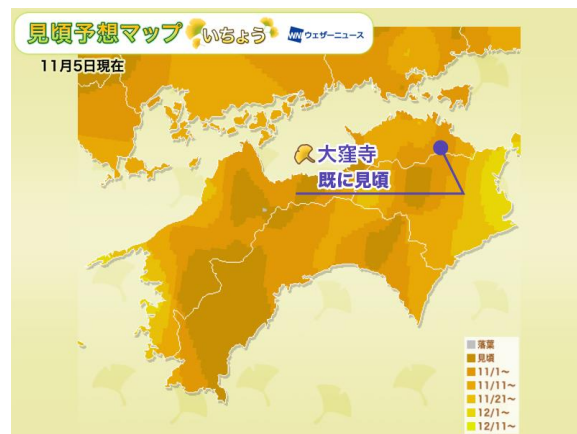 見頃予想マップ いちょう ウェザーニュース
11月5日現在
大窪寺
既に見頃
落葉
見頃
11/1〜
11/11〜
11/21〜
12/1〜
12/11〜